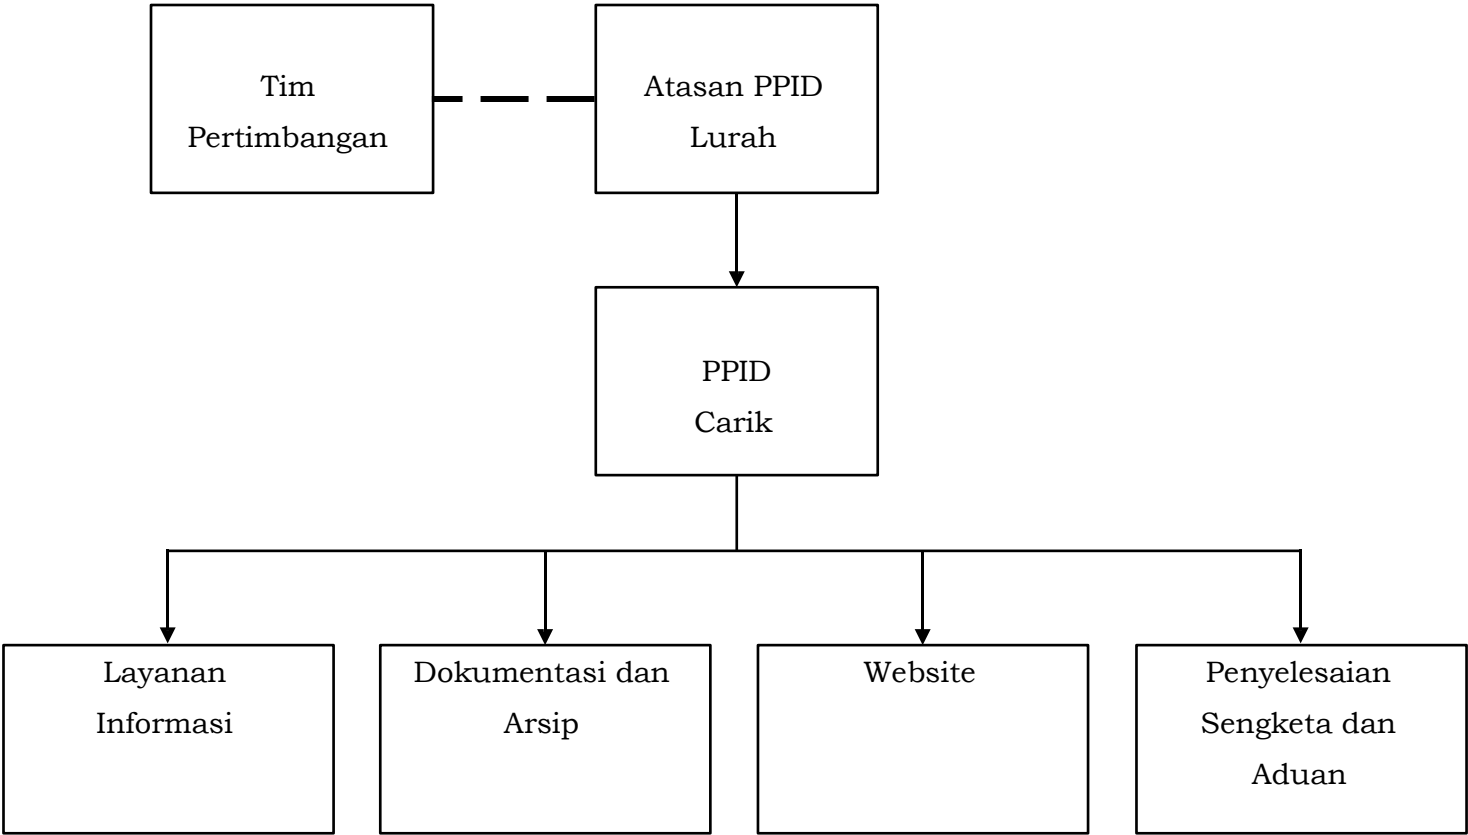 Tim
Pertimbangan
Atasan PPID
Lurah
PPID
Carik
Layanan
Informasi
Dokumentasi dan
Arsip
Website
Penyelesaian
Sengketa dan
Aduan